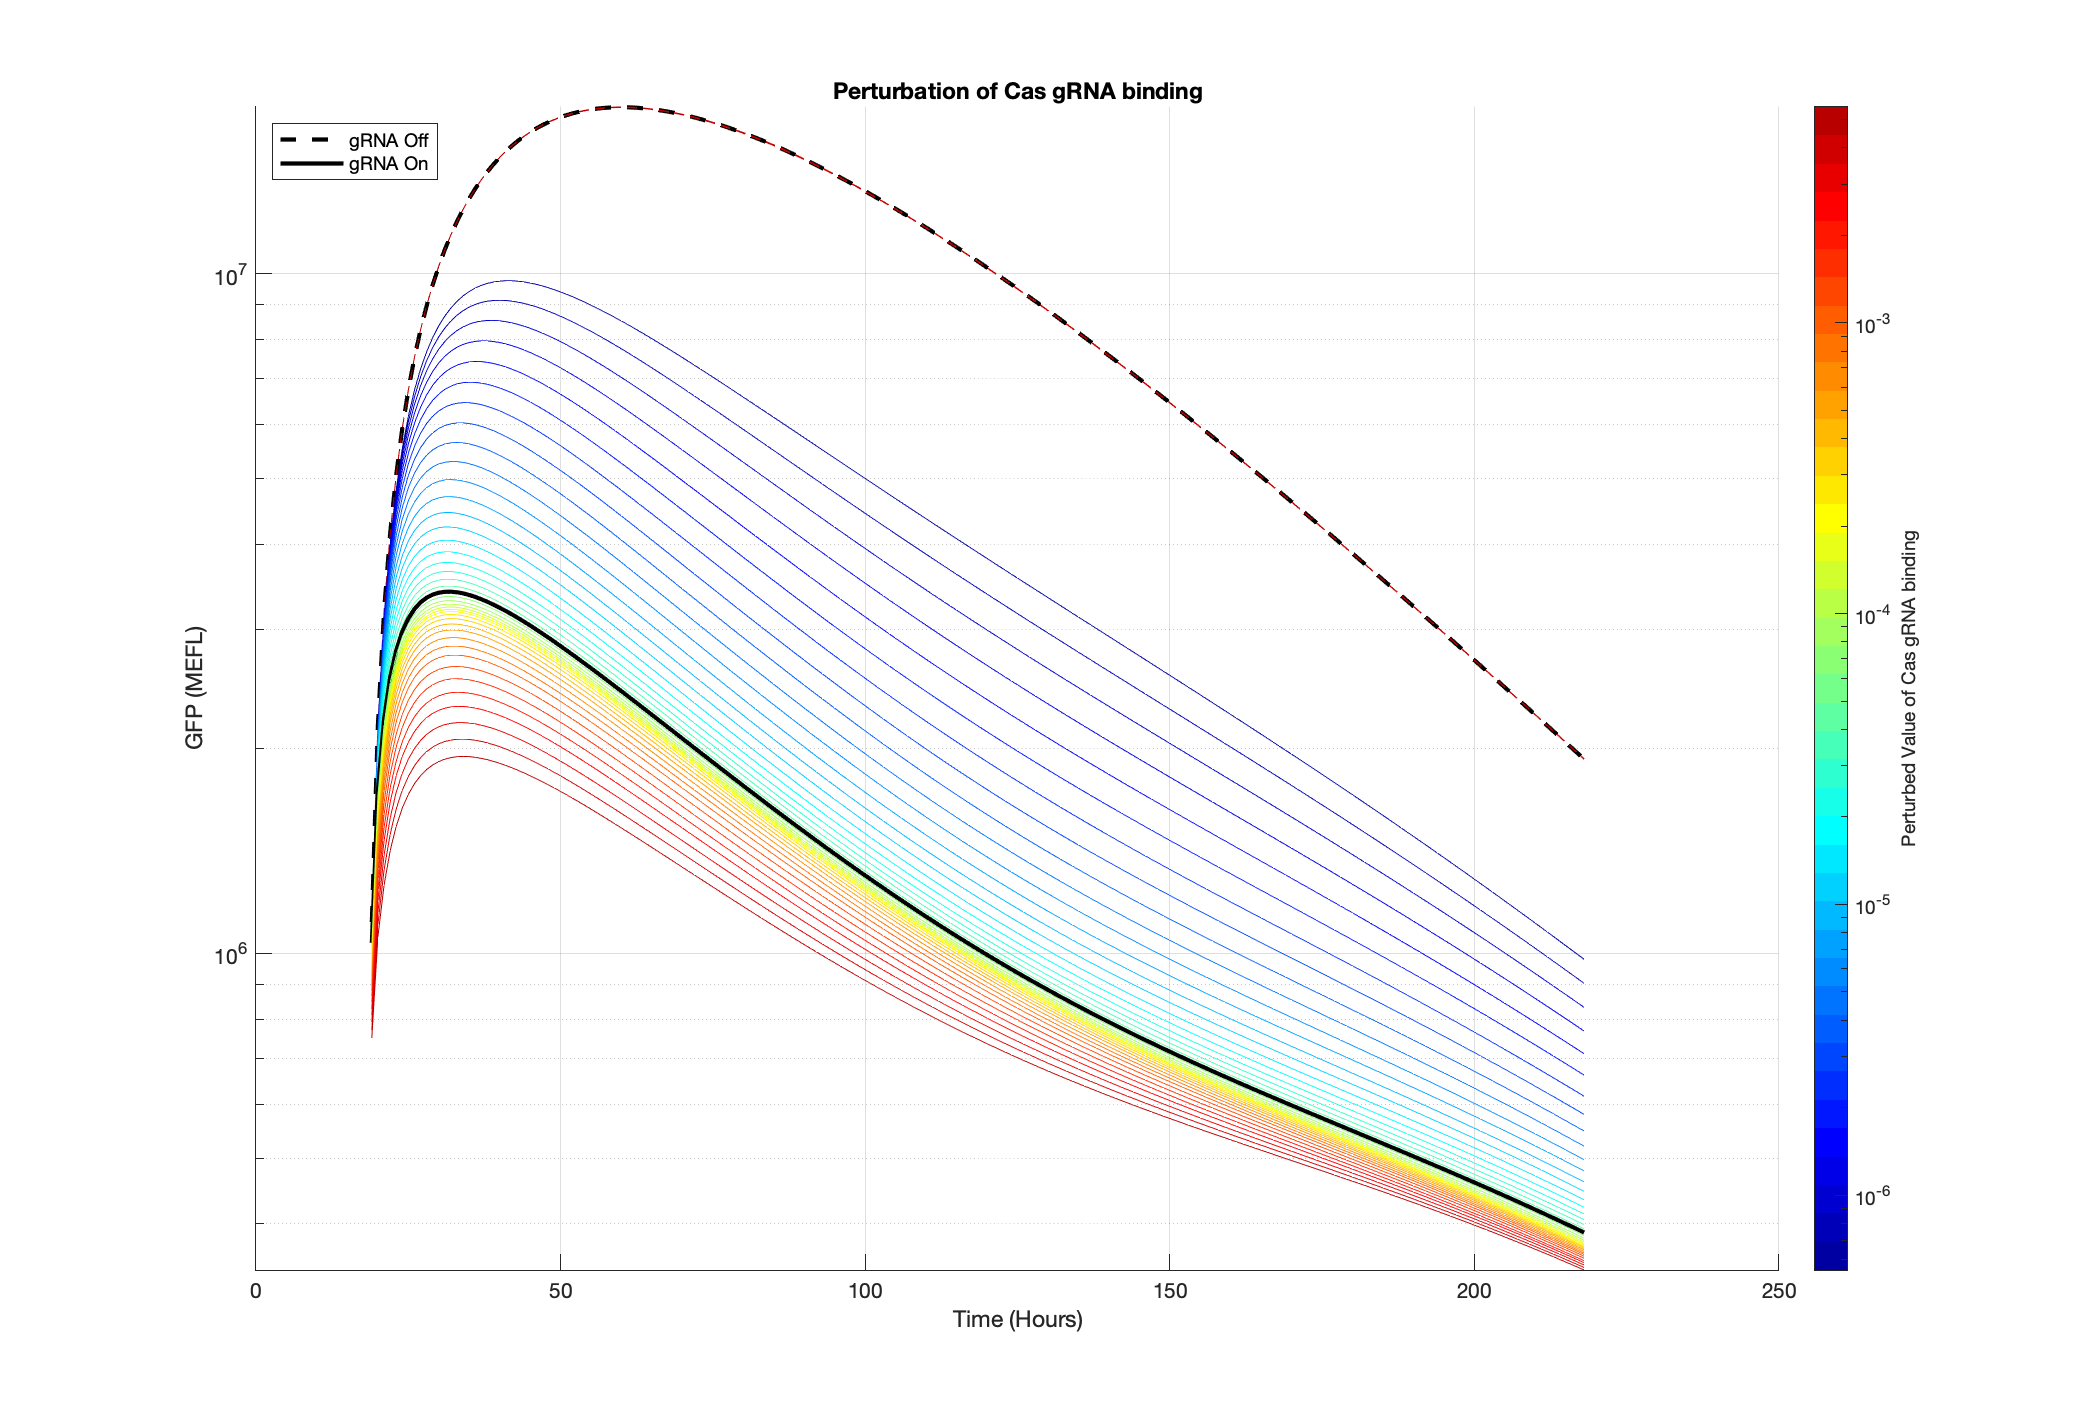 Perturbation of Cas gRNA binding
gRNA Off
gRNA On
10^7
10^6
GFP (MEFL)
0 50 100 150 200 250
Time (Hours)
10^-3
10^-4
10^-5
10^-6
Perturbed Value of Cas gRNA binding